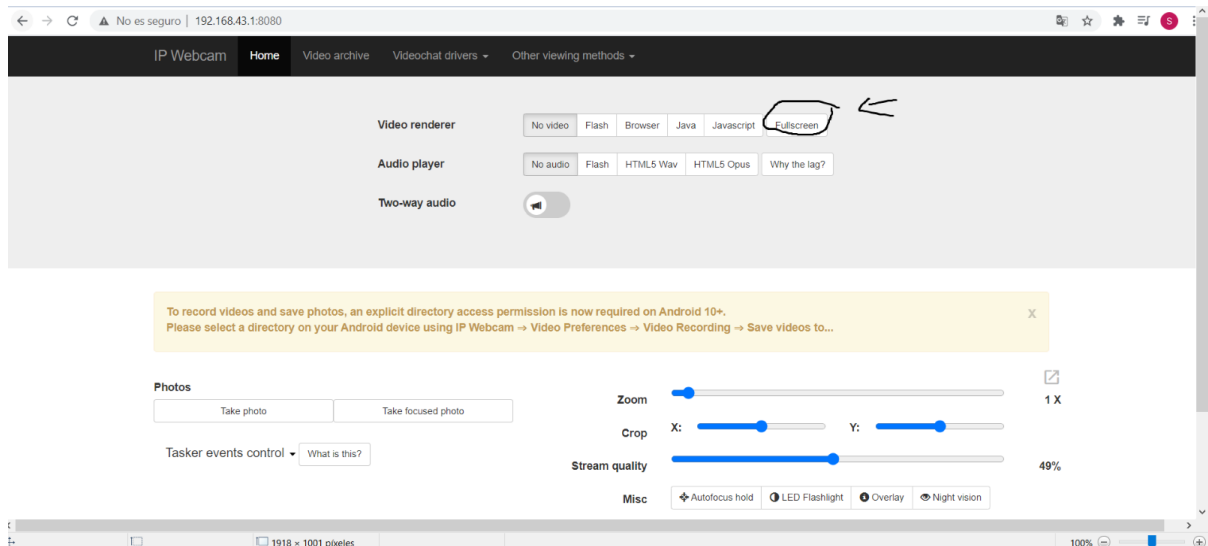 No es seguro | 192.168.43.1:8080 S
IP Webcam Home Video archive Videochat drivers Other viewing methods
Video renderer No video Flash Browser Java Javascript Fullscreen
Audio player No audio Flash HTML5 Wav HTML5 Opus Why the lag?
Two-way audio
To record videos and save photos, an explicit directory access permission is now required on Android 10+. X
Please select a directory on your Android device using IP Webcam ⇒ Video Preferences ⇒ Video Recording ⇒ Save videos to...
Photos
Take photo Take focused photo
Tasker events control What is this?
Zoom 1 X
Crop X: Y:
Stream quality 49%
Misc Autofocus hold LED Flashlight Overlay Night vision
1918 × 1001 píxeles 100%